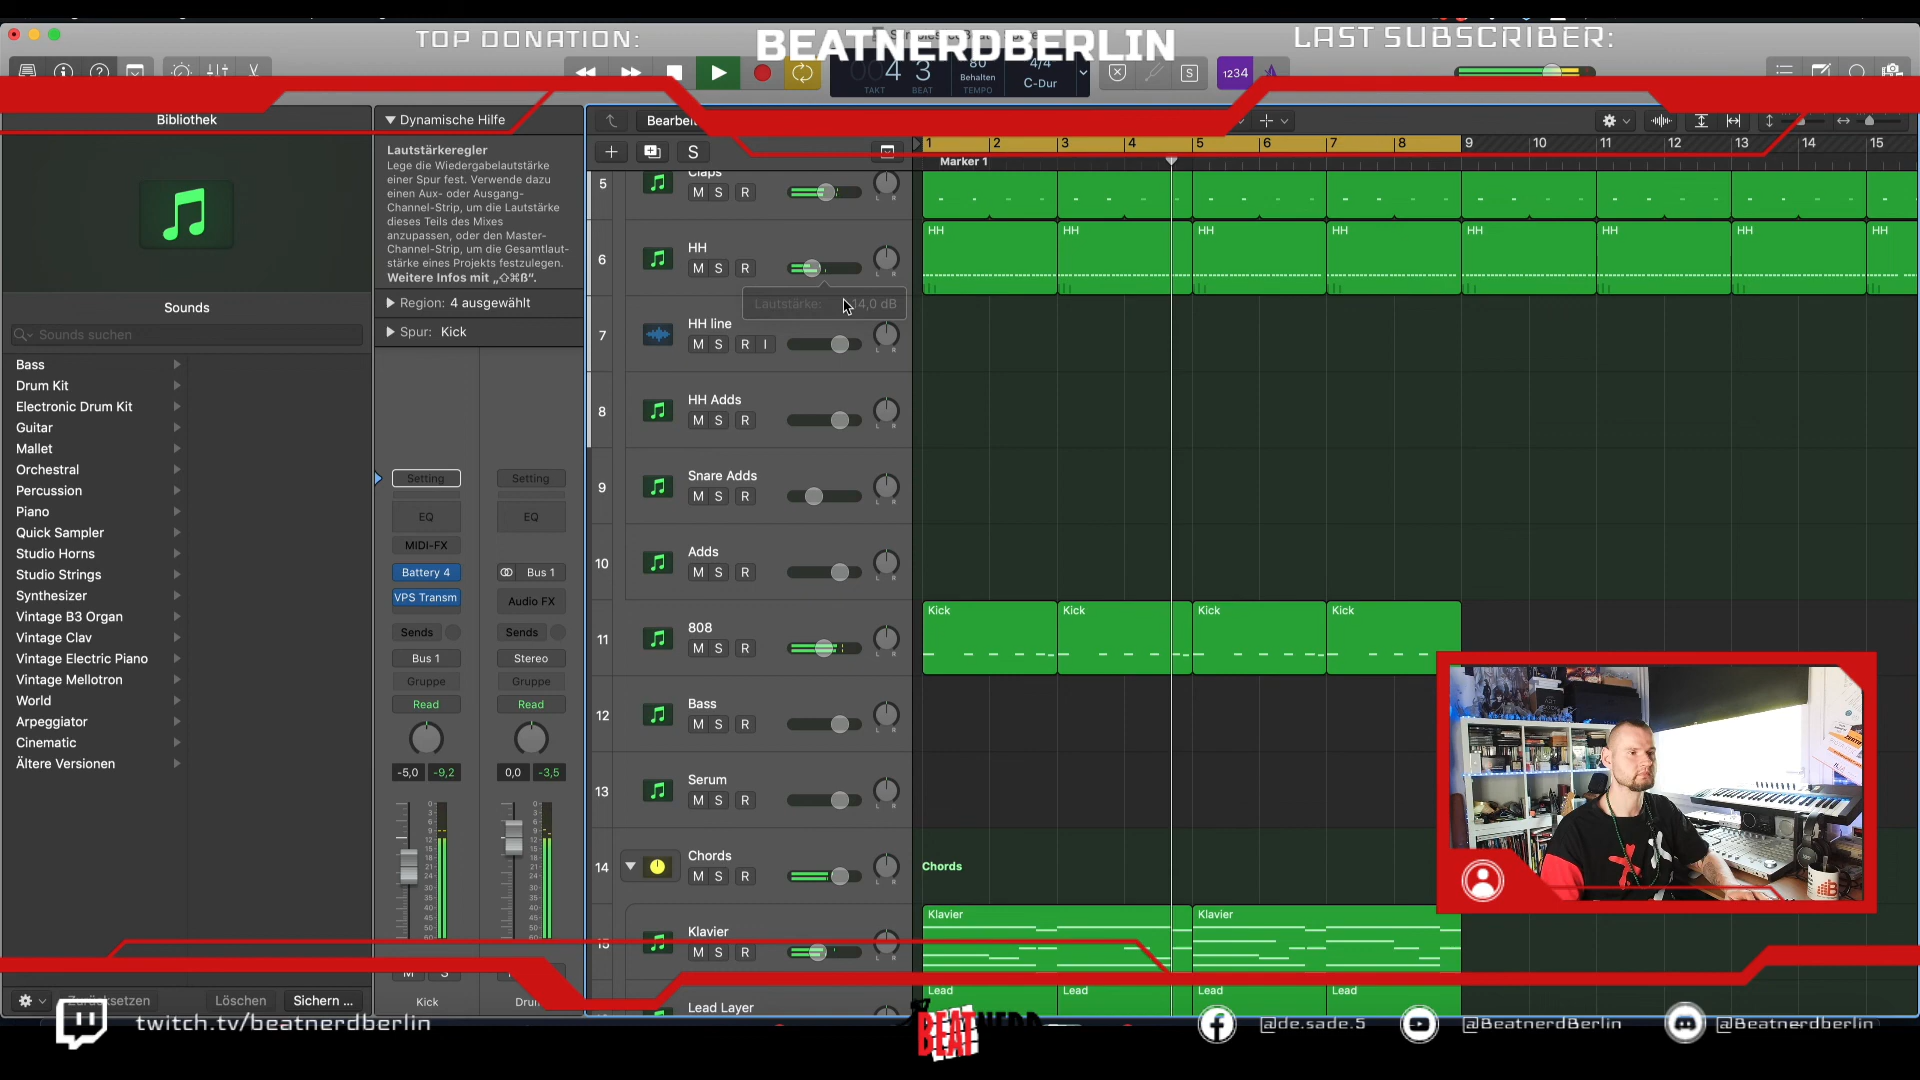 TOP DONATION:
BEATNERDBERLIN
LAST SUBSCRIBER:
4 3
80
4/4
Behalten
C-Dur
TAKT
BEAT
TEMPO
S
1234
Bibliothek
Dynamische Hilfe
Lautstärkeregler
Lege die Wiedergabelautstärke
einer Spur fest. Verwende dazu
einen Aux- oder Ausgang-
Channel-Strip, um die Lautstärke
dieses Teils des Mixes
anzupassen, oder den Master-
Channel-Strip, um die Gesamtlaut-
stärke eines Projekts festzulegen.
Weitere Infos mit „⇧⌘ß“.
Region: 4 ausgewählt
Spur: Kick
Sounds
Sounds suchen
Bass
Drum Kit
Electronic Drum Kit
Guitar
Mallet
Orchestral
Percussion
Piano
Quick Sampler
Studio Horns
Studio Strings
Synthesizer
Vintage B3 Organ
Vintage Clav
Vintage Electric Piano
Vintage Mellotron
World
Arpeggiator
Cinematic
Ältere Versionen
Zurücksetzen
Löschen
Sichern ...
Setting
Setting
EQ
EQ
MIDI-FX
Battery 4
Bus 1
VPS Transm
Audio FX
Sends
Sends
Bus 1
Stereo
Gruppe
Gruppe
Read
Read
-5,0 -9,2
0,0 -3,5
Kick
S
1 2 3 4 5 6 7 8 9 10 11 12 13 14 15
Marker 1
5 Claps
M S R
6 HH
M S R
Lautstärke: 14,0 dB
7 HH line
M S R I
8 HH Adds
M S R
9 Snare Adds
M S R
10 Adds
M S R
11 808
M S R
12 Bass
M S R
13 Serum
M S R
14 Chords
M S R
15 Klavier
M S R
Lead Layer
HH HH HH HH HH HH HH HH
Kick Kick Kick Kick
Chords
Klavier Klavier
Lead Lead Lead Lead
twitch.tv/beatnerdberlin
BEATNERD
@de.sade.5
@BeatnerdBerlin
@Beatnerdberlin